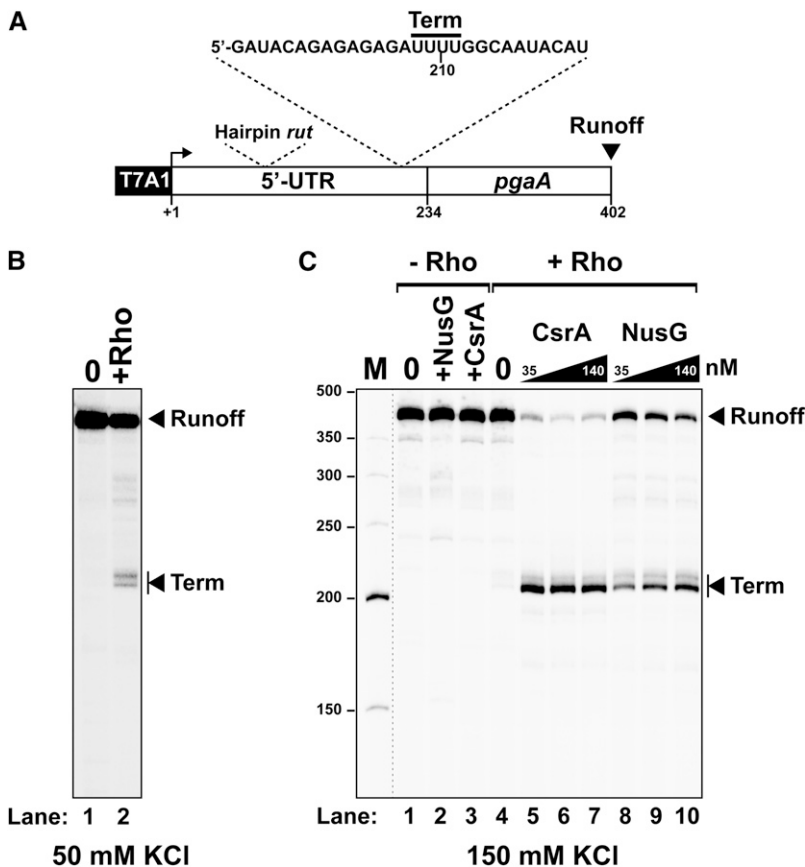 A
Term
5'-GAUACAGAGAGAGAUUUUGGCAAUACAU
210
Hairpin rut
Runoff
T7A1
5'-UTR
pgaA
+1
234
402
B
0
+Rho
Runoff
Term
Lane: 1 2
50 mM KCl
C
- Rho
+ Rho
CsrA
NusG
M
0
+NusG
+CsrA
0
35
140
35
140
nM
500
350
300
250
200
150
Runoff
Term
Lane: 1 2 3 4 5 6 7 8 9 10
150 mM KCl